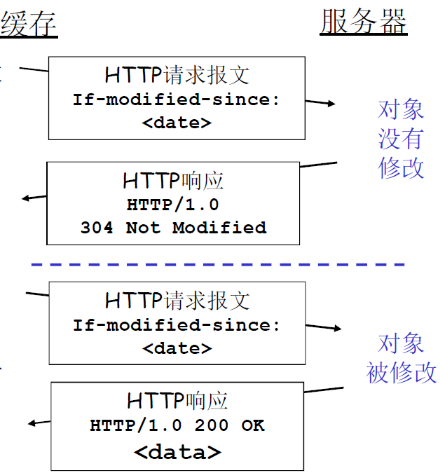 缓存
服务器
HTTP请求报文
If-modified-since:
<date>
对象
没有
修改
HTTP响应
HTTP/1.0
304 Not Modified
HTTP请求报文
If-modified-since:
<date>
对象
被修改
HTTP响应
HTTP/1.0 200 OK
<data>